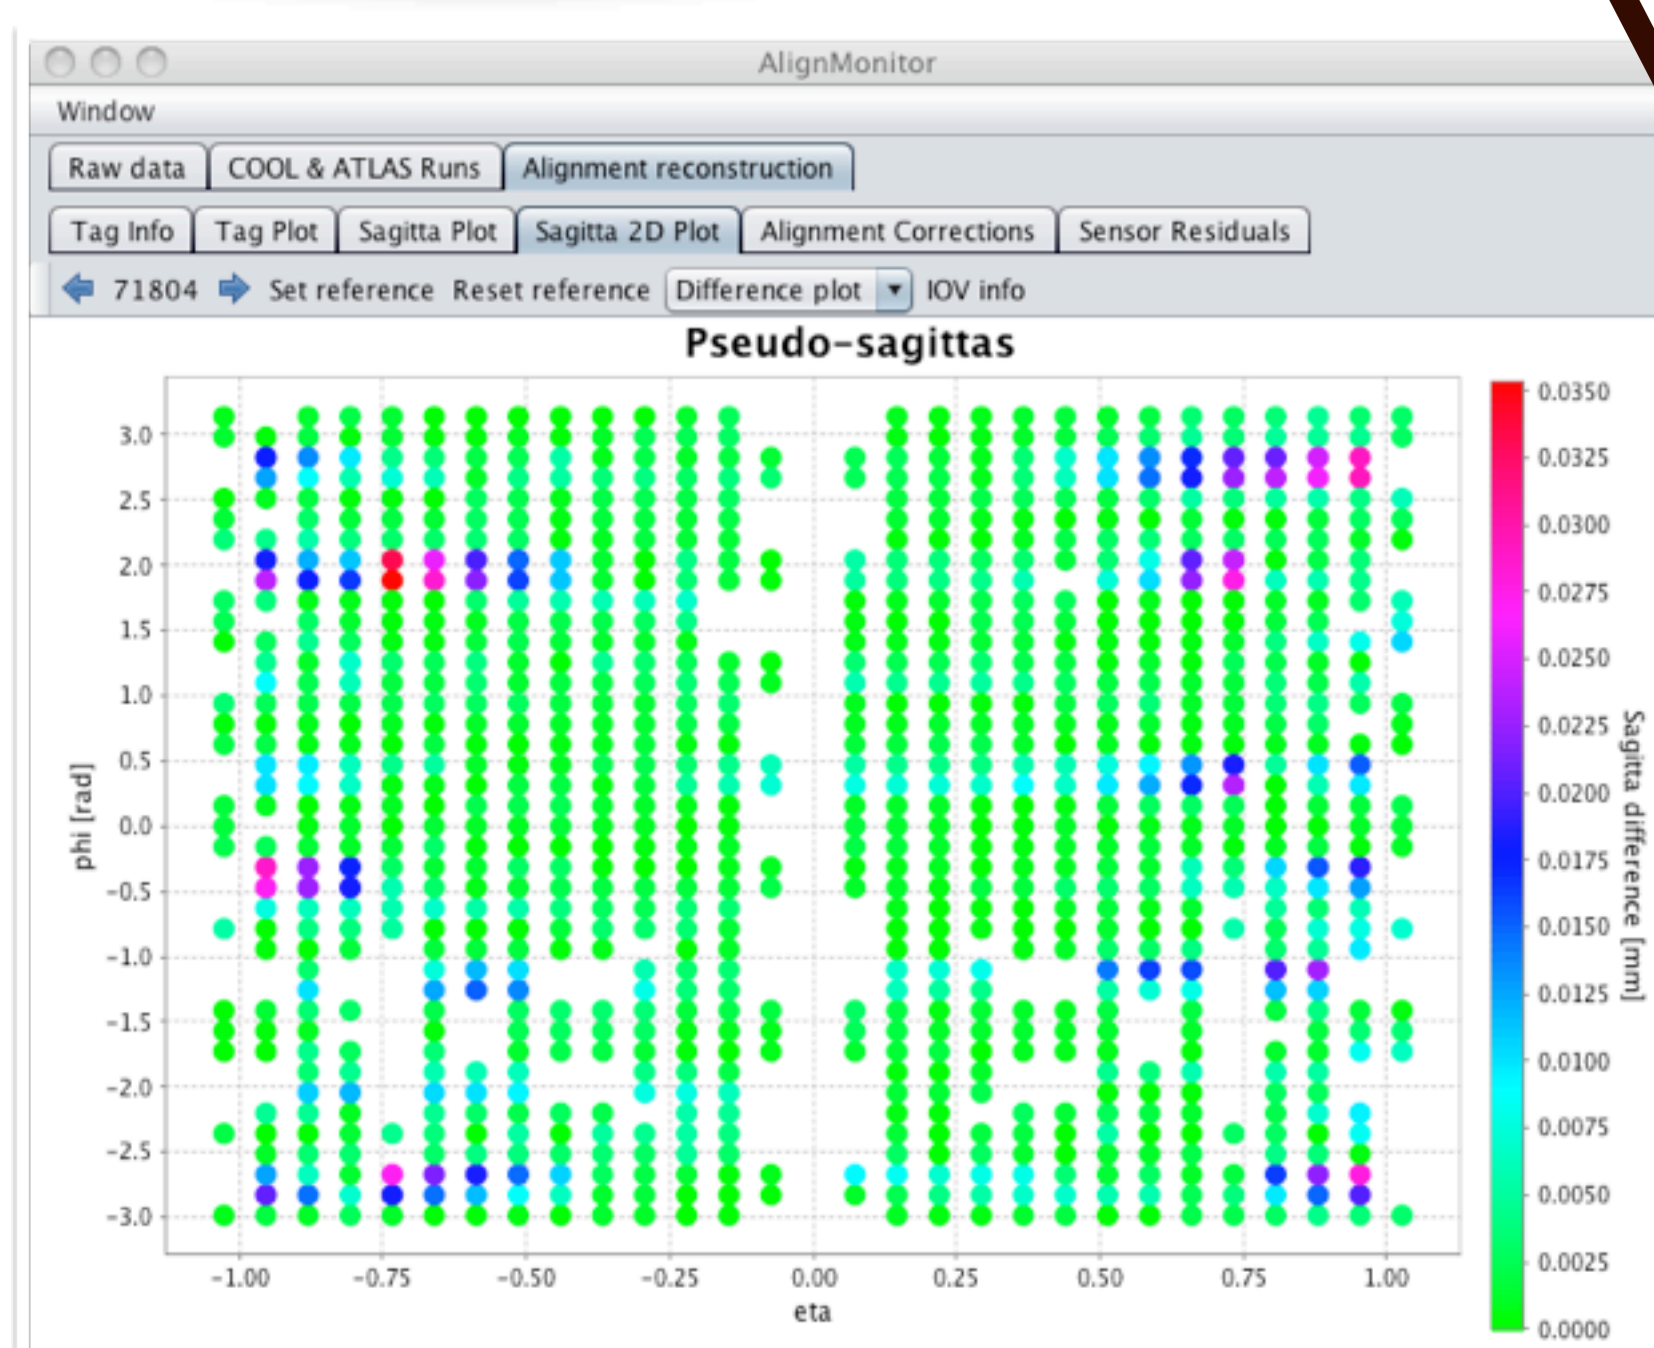 AlignMonitor
Window
Raw data COOL & ATLAS Runs Alignment reconstruction
Tag Info Tag Plot Sagitta Plot Sagitta 2D Plot Alignment Corrections Sensor Residuals
71804 Set reference Reset reference Difference plot IOV info
Pseudo-sagittas
3.0
2.5
2.0
1.5
1.0
0.5
0.0
-0.5
-1.0
-1.5
-2.0
-2.5
-3.0
phi [rad]
-1.00 -0.75 -0.50 -0.25 0.00 0.25 0.50 0.75 1.00
eta
0.0350
0.0325
0.0300
0.0275
0.0250
0.0225
0.0200
0.0175
0.0150
0.0125
0.0100
0.0075
0.0050
0.0025
0.0000
Sagitta difference [mm]